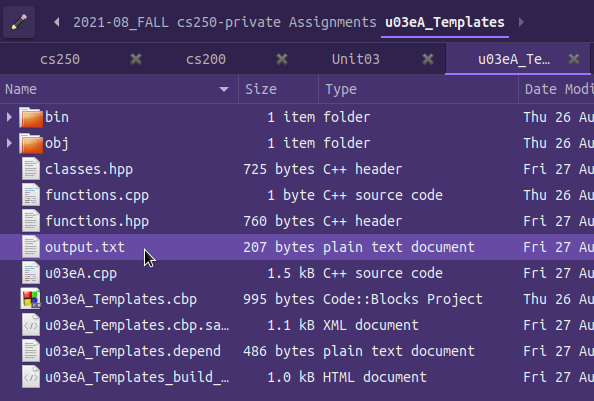 2021-08_FALL cs250-private Assignments u03eA_Templates
cs250 cs200 Unit03 u03eA_Te…
Name Size Type Date Modi
bin 1 item folder Thu 26 Au
obj 1 item folder Thu 26 Au
classes.hpp 725 bytes C++ header Fri 27 Au
functions.cpp 1 byte C++ source code Thu 26 Au
functions.hpp 760 bytes C++ header Fri 27 Au
output.txt 207 bytes plain text document Fri 27 Au
u03eA.cpp 1.5 kB C++ source code Fri 27 Au
u03eA_Templates.cbp 995 bytes Code::Blocks Project Thu 26 Au
u03eA_Templates.cbp.sa… 1.1 kB XML document Fri 27 Au
u03eA_Templates.depend 486 bytes plain text document Fri 27 Au
u03eA_Templates_build_… 1.0 kB HTML document Fri 27 Au